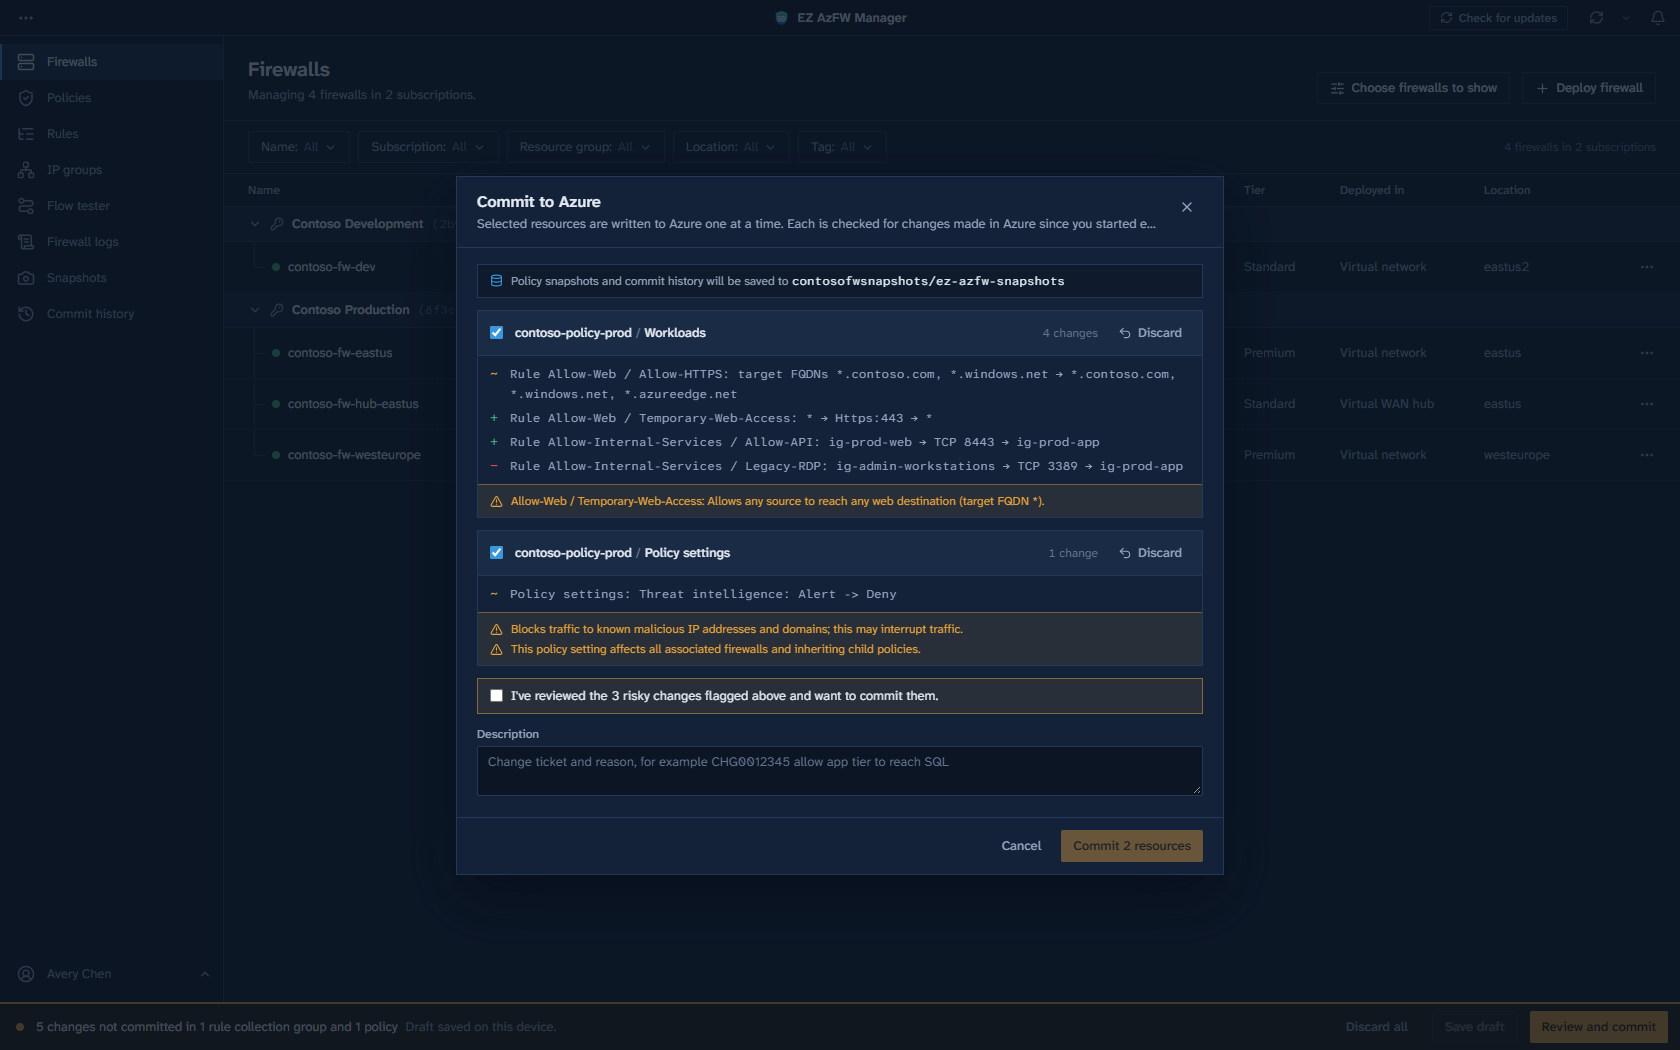 EZ AzFW Manager
Check for updates
Firewalls
Policies
Rules
IP groups
Flow tester
Firewall logs
Snapshots
Commit history
Avery Chen
Firewalls
Managing 4 firewalls in 2 subscriptions.
Choose firewalls to show
Deploy firewall
Name: All
Subscription: All
Resource group: All
Location: All
Tag: All
4 firewalls in 2 subscriptions
Name
Tier
Deployed in
Location
Contoso Development
contoso-fw-dev
Standard
Virtual network
eastus2
Contoso Production
contoso-fw-eastus
Premium
Virtual network
eastus
contoso-fw-hub-eastus
Standard
Virtual WAN hub
eastus
contoso-fw-westeurope
Premium
Virtual network
westeurope
Commit to Azure
Selected resources are written to Azure one at a time. Each is checked for changes made in Azure since you started e...
Policy snapshots and commit history will be saved to contosofwsnapshots/ez-azfw-snapshots
contoso-policy-prod / Workloads
4 changes
Discard
~ Rule Allow-Web / Allow-HTTPS: target FQDNs *.contoso.com, *.windows.net → *.contoso.com,
*.windows.net, *.azureedge.net
+ Rule Allow-Web / Temporary-Web-Access: * → Https:443 → *
+ Rule Allow-Internal-Services / Allow-API: ig-prod-web → TCP 8443 → ig-prod-app
− Rule Allow-Internal-Services / Legacy-RDP: ig-admin-workstations → TCP 3389 → ig-prod-app
Allow-Web / Temporary-Web-Access: Allows any source to reach any web destination (target FQDN *).
contoso-policy-prod / Policy settings
1 change
Discard
~ Policy settings: Threat intelligence: Alert -> Deny
Blocks traffic to known malicious IP addresses and domains; this may interrupt traffic.
This policy setting affects all associated firewalls and inheriting child policies.
I've reviewed the 3 risky changes flagged above and want to commit them.
Description
Change ticket and reason, for example CHG0012345 allow app tier to reach SQL
Cancel
Commit 2 resources
5 changes not committed in 1 rule collection group and 1 policy
Draft saved on this device.
Discard all
Save draft
Review and commit